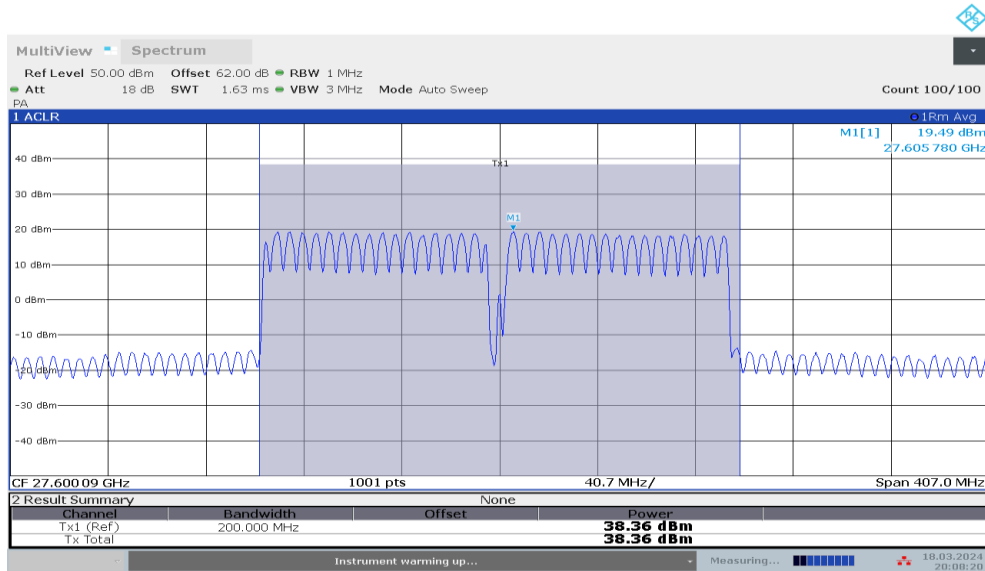 R&S
MultiView Spectrum
Ref Level 50.00 dBm Offset 62.00 dB RBW 1 MHz
Att 18 dB SWT 1.63 ms VBW 3 MHz Mode Auto Sweep Count 100/100
PA
1 ACLR 1Rm Avg
M1[1] 19.49 dBm
27.605 780 GHz
40 dBm
Tx1
30 dBm
M1
20 dBm
10 dBm
0 dBm
-10 dBm
-20 dBm
-30 dBm
-40 dBm
CF 27.600 09 GHz 1001 pts 40.7 MHz/ Span 407.0 MHz
2 Result Summary None
Channel Bandwidth Offset Power
Tx1 (Ref) 200.000 MHz 38.36 dBm
Tx Total 38.36 dBm
Instrument warming up... Measuring... 18.03.2024
20:08:20